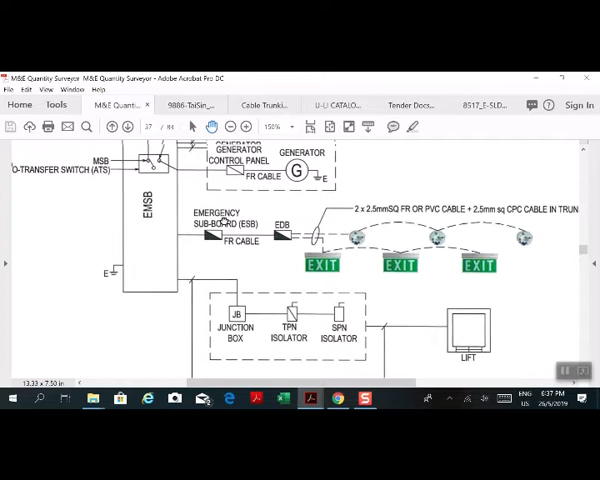 M&E Quantity Surveyor M&E Quantity Surveyor - Adobe Acrobat Pro DC
File Edit View Window Help
Home Tools M&E Quanti... × 9886-TaiSin_... Cable Trunki... U-LI CATALO... Tender Docs... 8517_E-SLD... Sign In
37 / 150%
GENERATOR
GENERATOR
CONTROL PANEL
GENERATOR
G
E
FR CABLE
MSB
O-TRANSFER SWITCH (ATS)
EMSB
EMERGENCY
SUB-BOARD (ESB)
FR CABLE
EDB
2 x 2.5mmSQ FR OR PVC CABLE + 2.5mm sq CPC CABLE IN TRUN
EXIT EXIT EXIT
E
JB
JUNCTION
BOX
TPN
ISOLATOR
SPN
ISOLATOR
LIFT
13.33 x 7.50 in
ENG
US
6:37 PM
26/5/2019